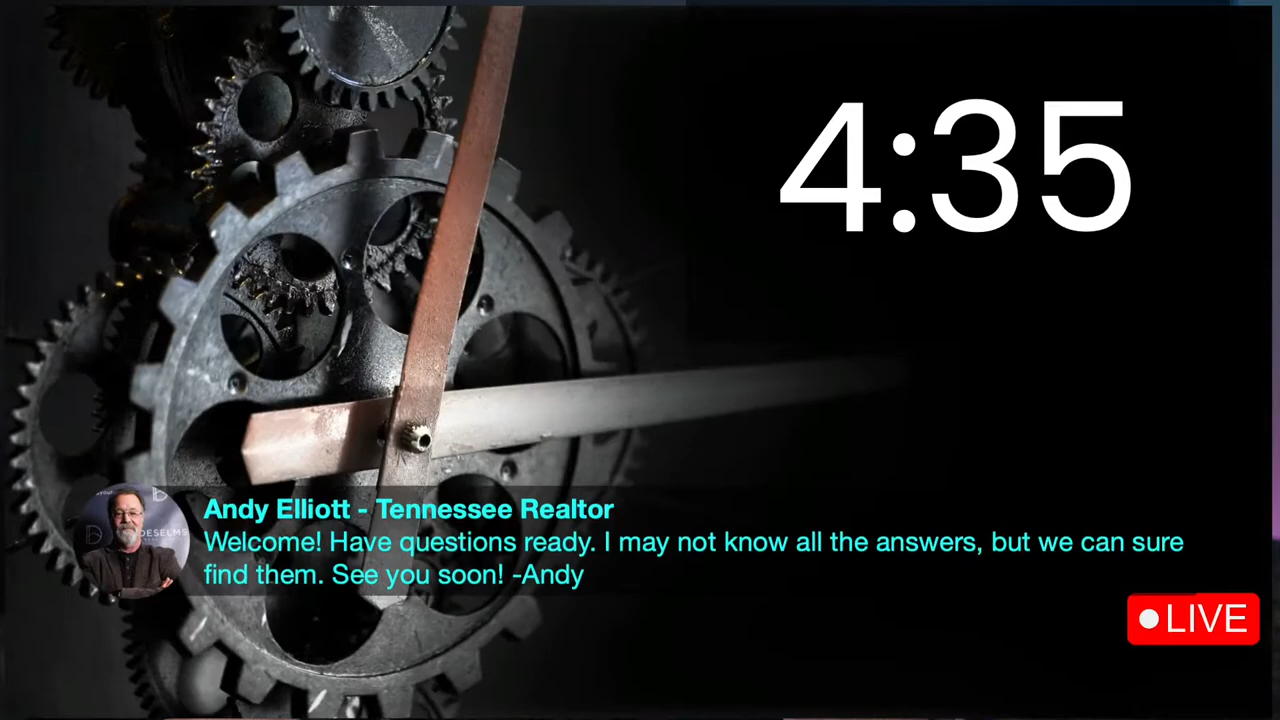 4:35
Andy Elliott - Tennessee Realtor
Welcome! Have questions ready. I may not know all the answers, but we can sure
find them. See you soon! -Andy
DESELMS
LIVE